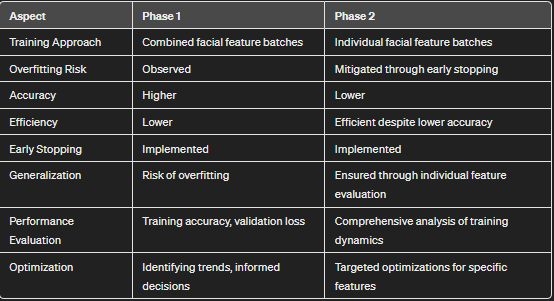 Aspect Phase 1 Phase 2
Training Approach Combined facial feature batches Individual facial feature batches
Overfitting Risk Observed Mitigated through early stopping
Accuracy Higher Lower
Efficiency Lower Efficient despite lower accuracy
Early Stopping Implemented Implemented
Generalization Risk of overfitting Ensured through individual feature
evaluation
Performance Training accuracy, validation loss Comprehensive analysis of training
Evaluation dynamics
Optimization Identifying trends, informed Targeted optimizations for specific
decisions features